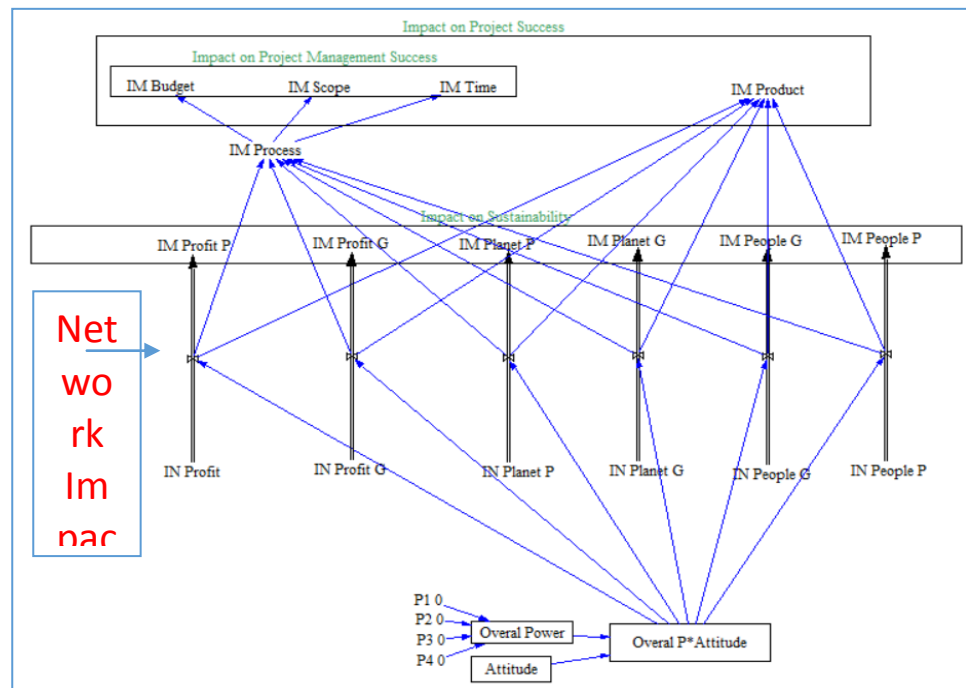 Impact on Project Success
Impact on Project Management Success
IM Budget
IM Scope
IM Time
IM Product
IM Process
Impact on Sustainability
IM Profit P
IM Profit G
IM Planet P
IM Planet G
IM People G
IM People P
Net
wo
rk
Im
pac
IN Profit
IN Profit G
IN Planet P
IN Planet G
IN People G
IN People P
P1 0
P2 0
P3 0
P4 0
Overal Power
Attitude
Overal P*Attitude